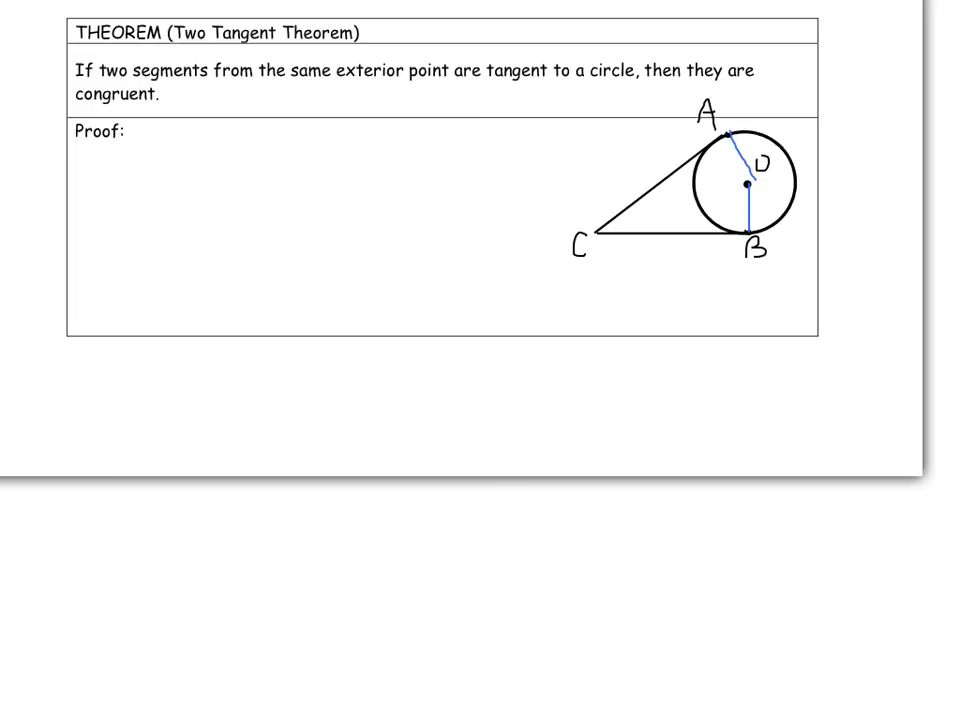 THEOREM (Two Tangent Theorem)
If two segments from the same exterior point are tangent to a circle, then they are
congruent.
Proof:
A
D
C
B